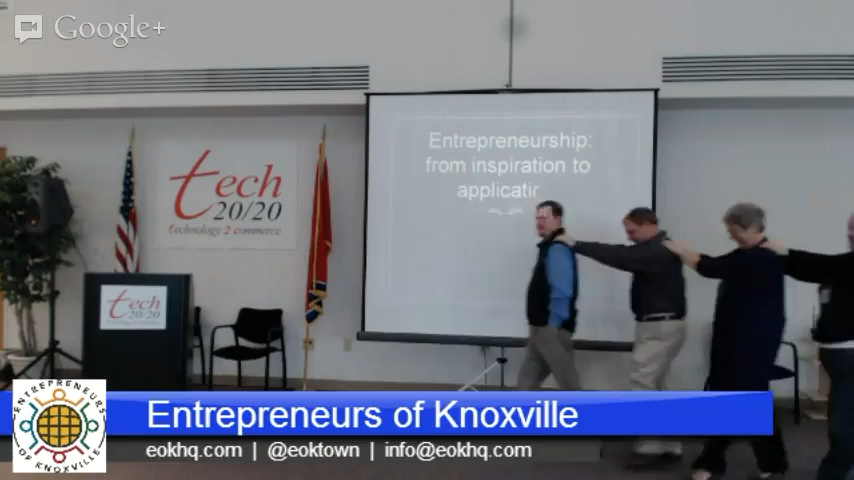 Google+
Entrepreneurship:
from inspiration to
tech
20/20
technology 2 commerce
tech
20/20
ENTREPRENEURS
OF KNOXVILLE
Entrepreneurs of Knoxville
eokhq.com | @eoktown | info@eokhq.com